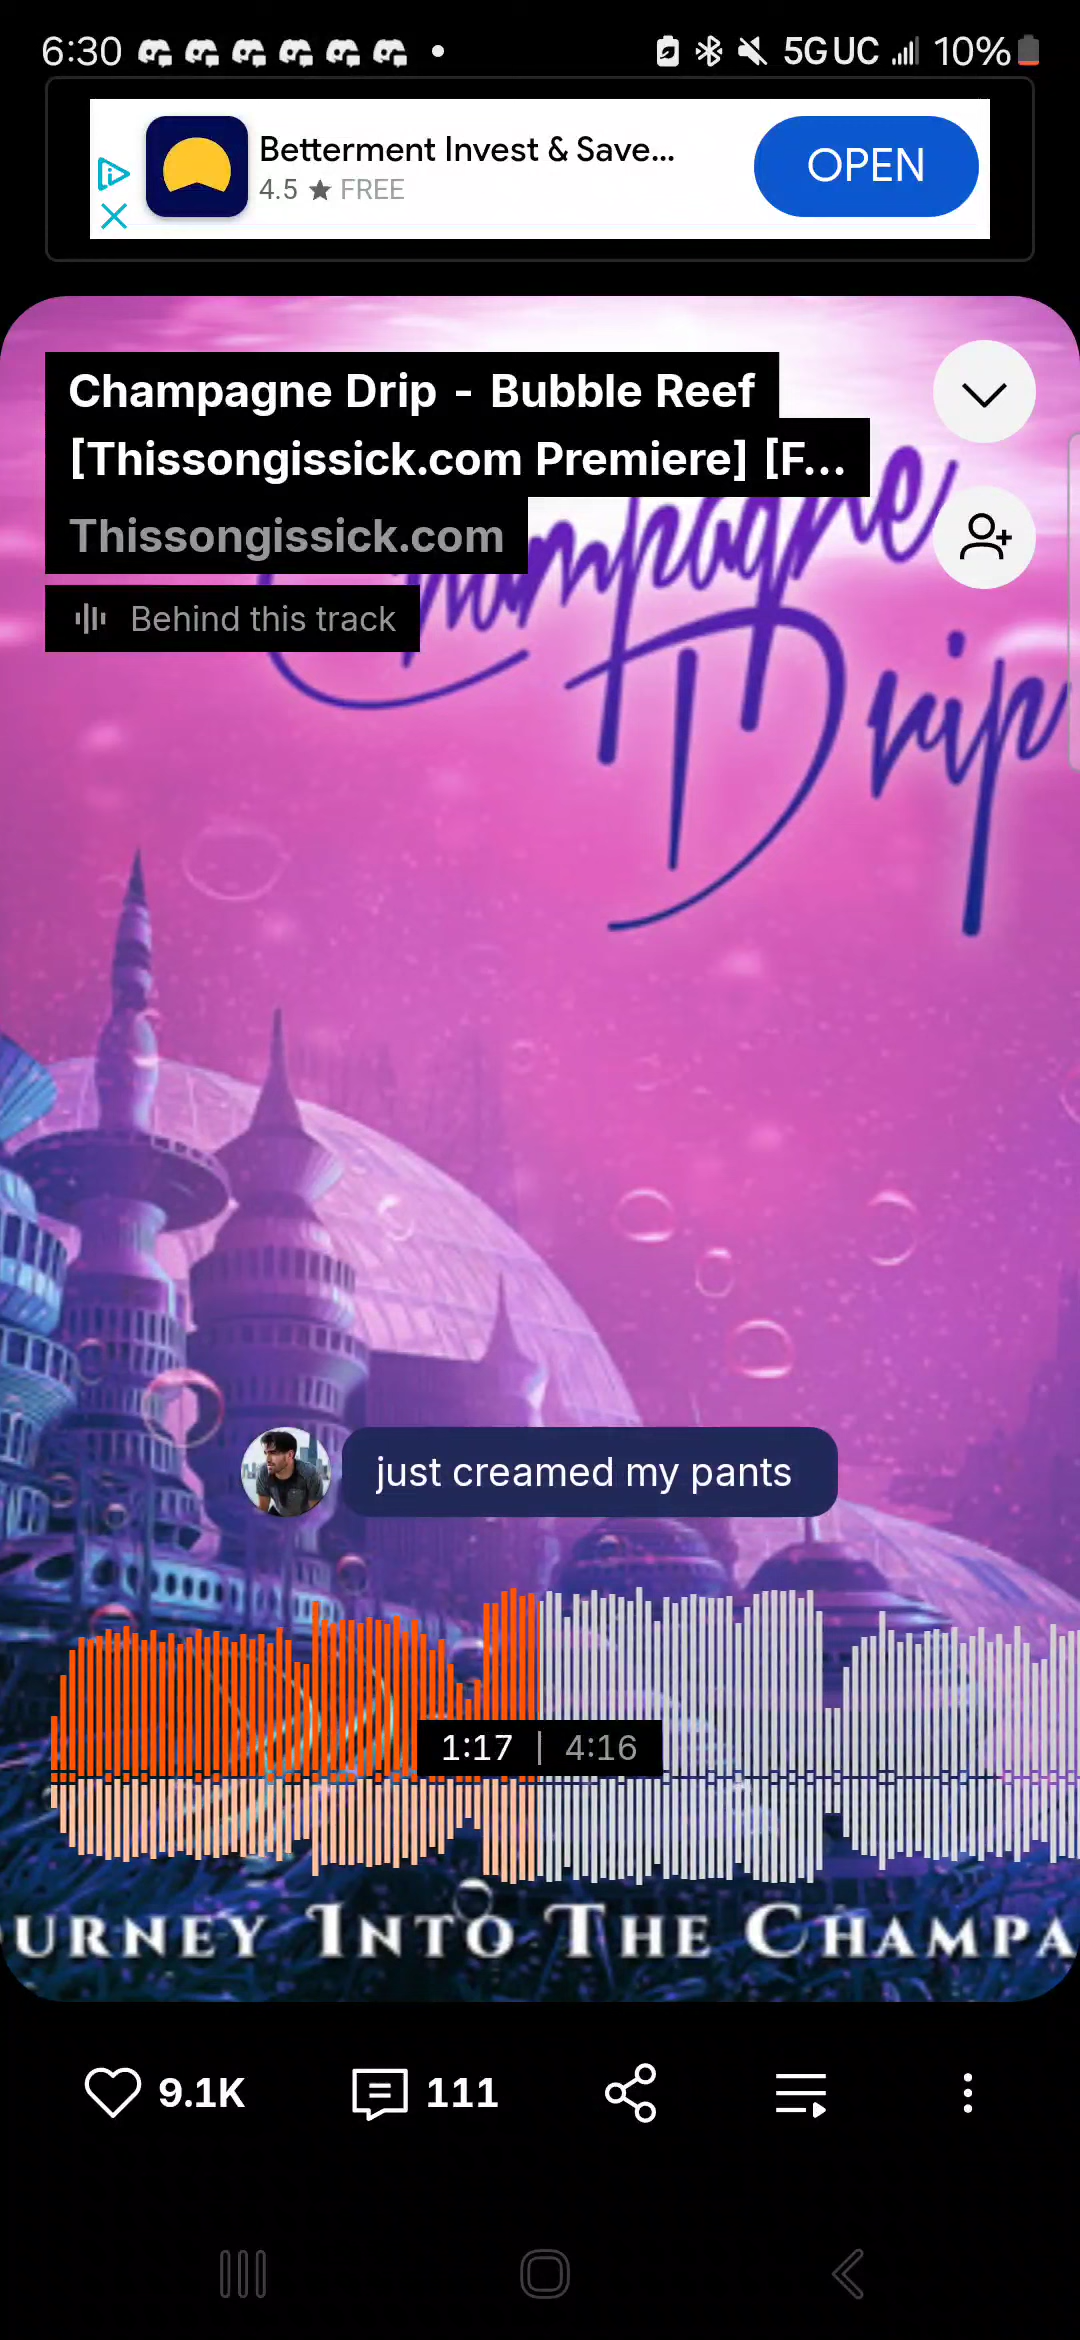 6:30
5G UC 10%
Betterment Invest & Save...
4.5 ★ FREE
OPEN
Champagne Drip - Bubble Reef
[Thissongissick.com Premiere] [F...
Thissongissick.com
Behind this track
Champagne
Drip
just creamed my pants
1:17 | 4:16
URNEY INTO THE CHAMPA
9.1K
111